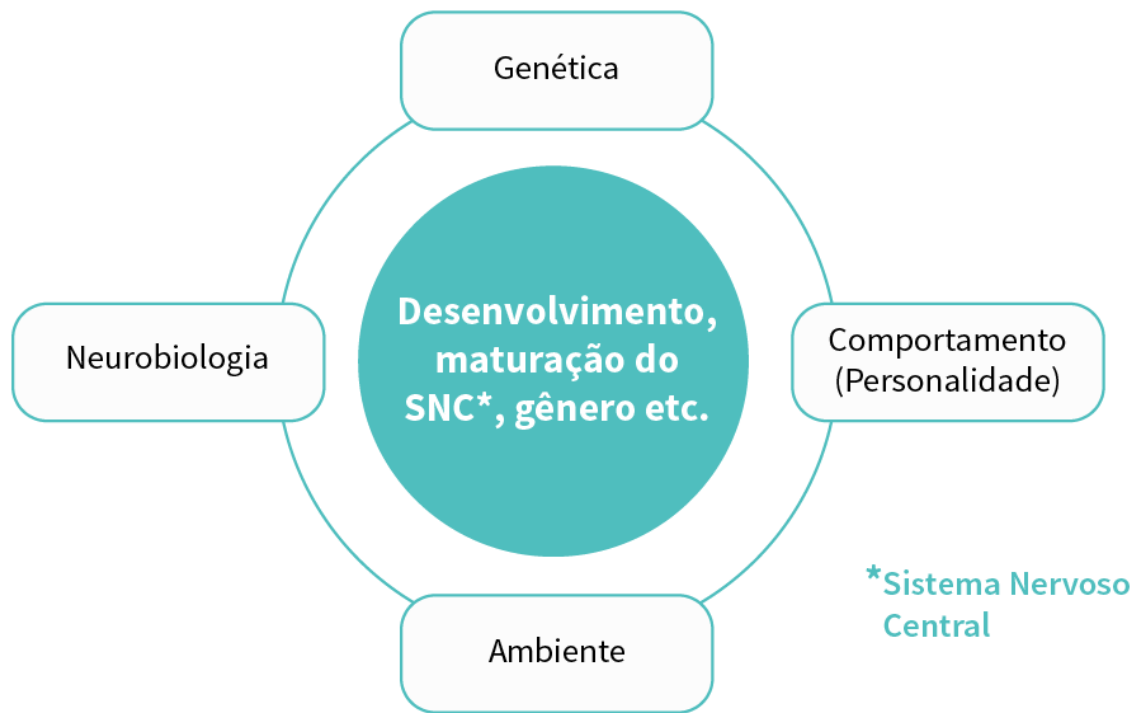 Genética
Neurobiologia
Desenvolvimento,
maturação do
SNC*, gênero etc.
Comportamento
(Personalidade)
Ambiente
*Sistema Nervoso
Central